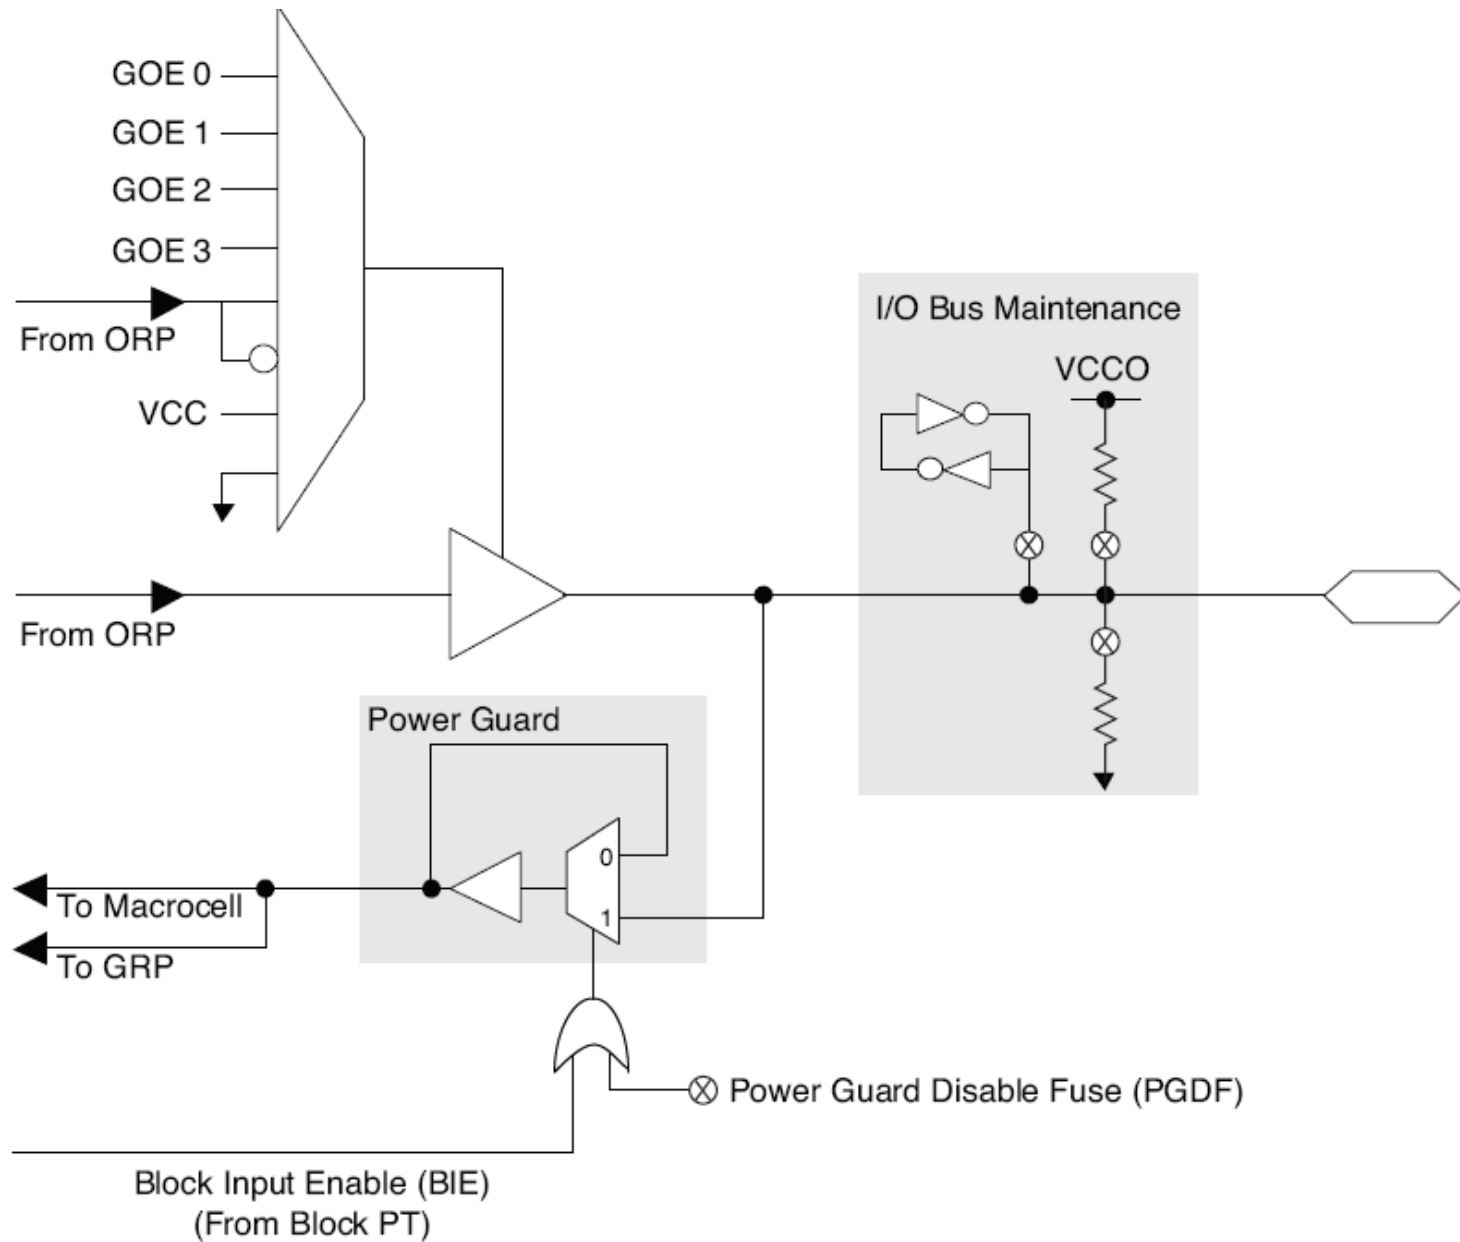 GOE 0
GOE 1
GOE 2
GOE 3
From ORP
VCC
I/O Bus Maintenance
VCCO
From ORP
Power Guard
0
1
To Macrocell
To GRP
Power Guard Disable Fuse (PGDF)
Block Input Enable (BIE)
(From Block PT)